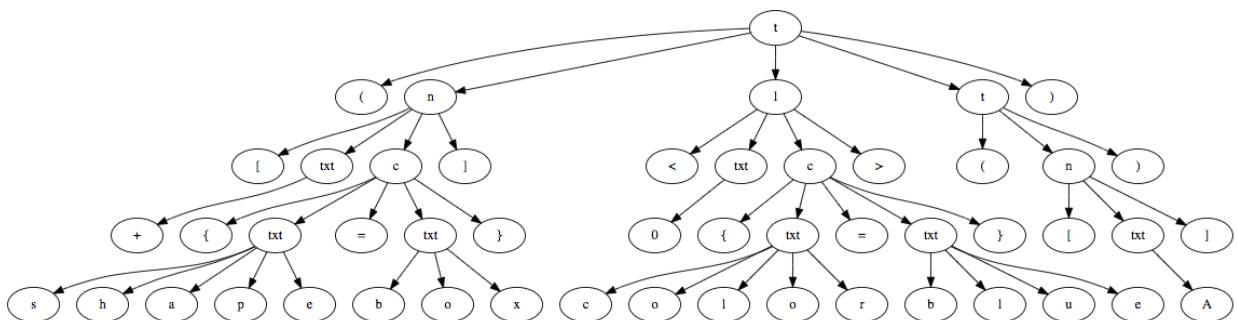 t
( n l t )
[ txt c ] < txt c > ( n )
+ { txt = txt } 0 { txt = txt } [ txt ]
s h a p e b o x c o l o r b l u e A